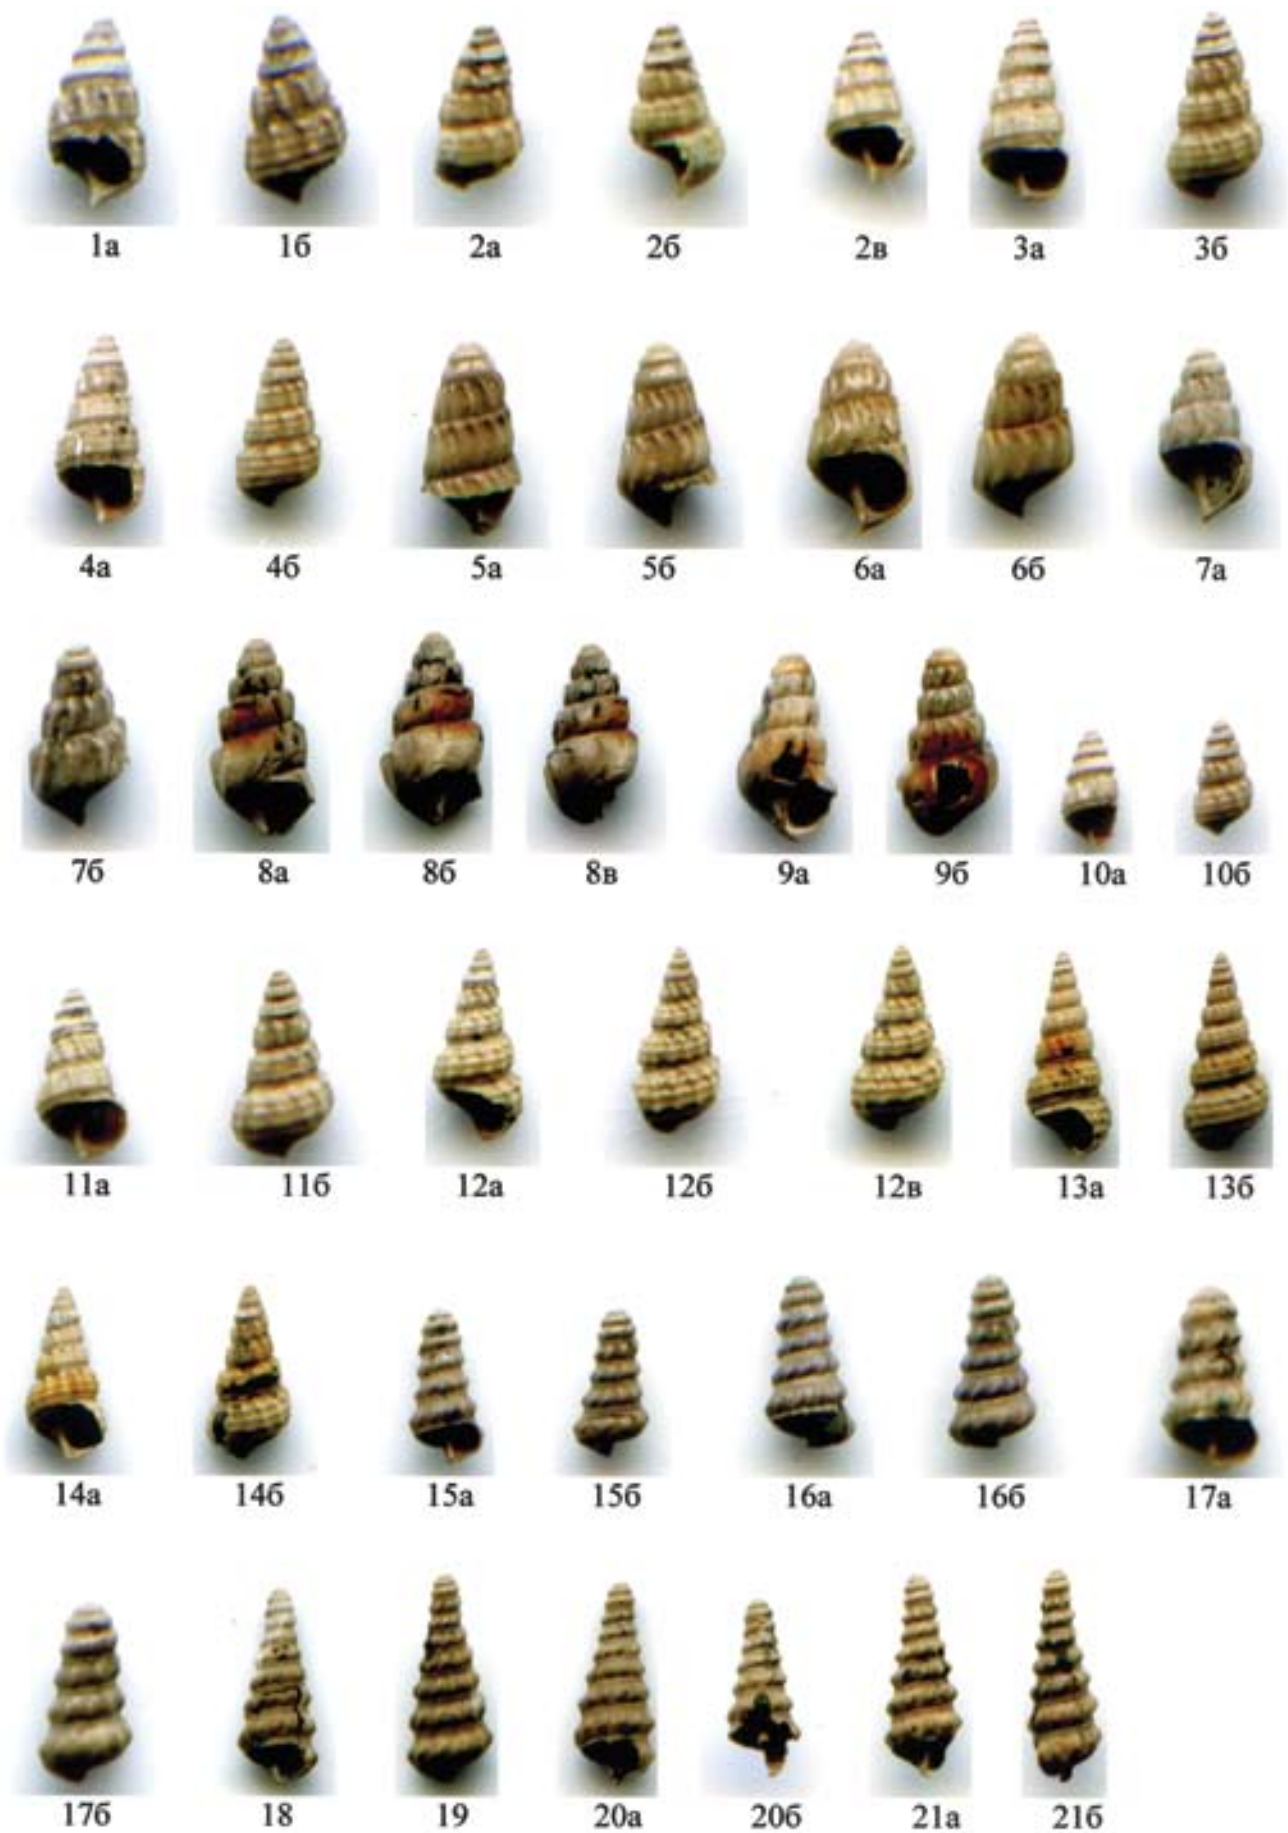 1а 1б 2а 2б 2в 3а 3б
4а 4б 5а 5б 6а 6б 7а
7б 8а 8б 8в 9а 9б 10а 10б
11а 11б 12а 12б 12в 13а 13б
14а 14б 15а 15б 16а 16б 17а
17б 18 19 20а 20б 21а 21б